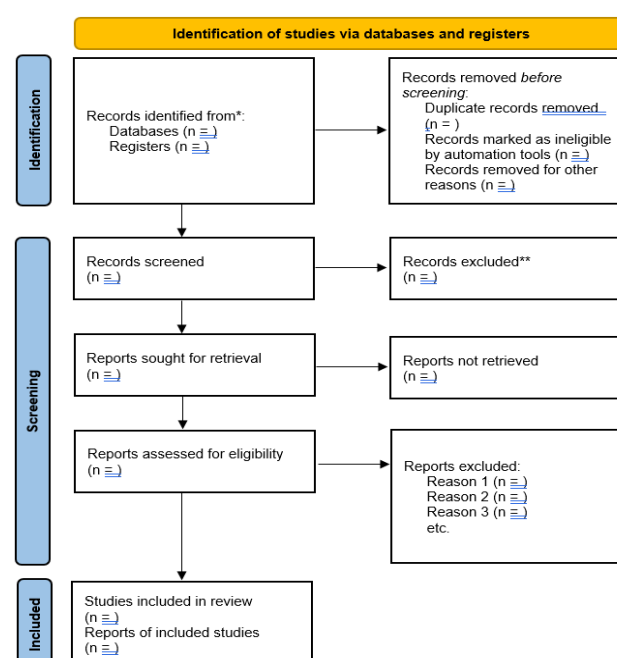 Identification of studies via databases and registers
Identification
Records identified from*:
Databases (n = )
Registers (n = )
Records removed before
screening:
Duplicate records removed
(n = )
Records marked as ineligible
by automation tools (n = )
Records removed for other
reasons (n = )
Screening
Records screened
(n = )
Records excluded**
(n = )
Reports sought for retrieval
(n = )
Reports not retrieved
(n = )
Reports assessed for eligibility
(n = )
Reports excluded:
Reason 1 (n = )
Reason 2 (n = )
Reason 3 (n = )
etc.
Included
Studies included in review
(n = )
Reports of included studies
(n = )